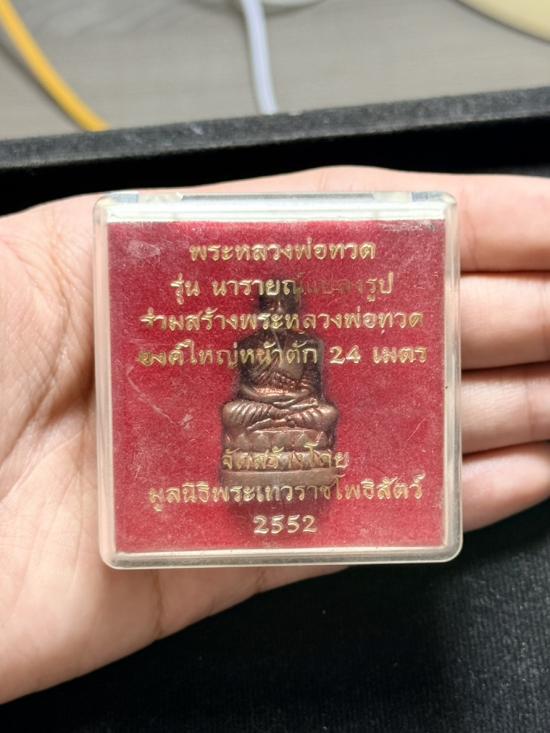 พระหลวงพ่อทวด
รุ่น นารายณ์แปลงรูป
ร่วมสร้างพระหลวงพ่อทวด
องค์ใหญ่หน้าตัก 24 เมตร
จัดสร้างโดย
มูลนิธิพระเทวราชโพธิสัตว์
2552